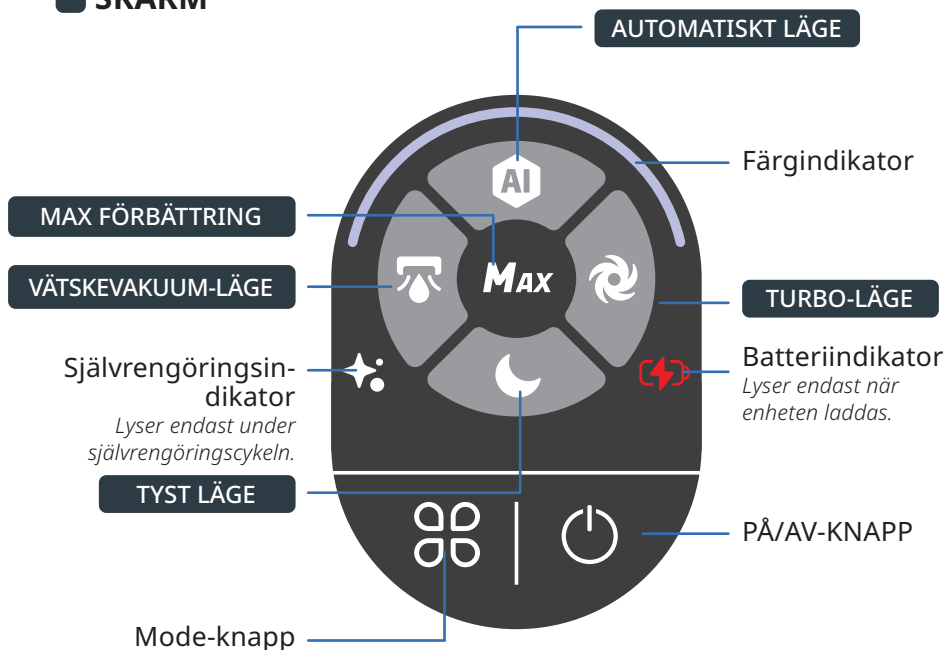 SKÄRM
AUTOMATISKT LÄGE
Färgindikator
MAX FÖRBÄTTRING
VÄTSKEVAKUUM-LÄGE
AI
MAX
TURBO-LÄGE
Självrengöringsin-
dikator
Lyser endast under
självrengöringscykeln.
Batteriindikator
Lyser endast när
enheten laddas.
TYST LÄGE
PÅ/AV-KNAPP
Mode-knapp